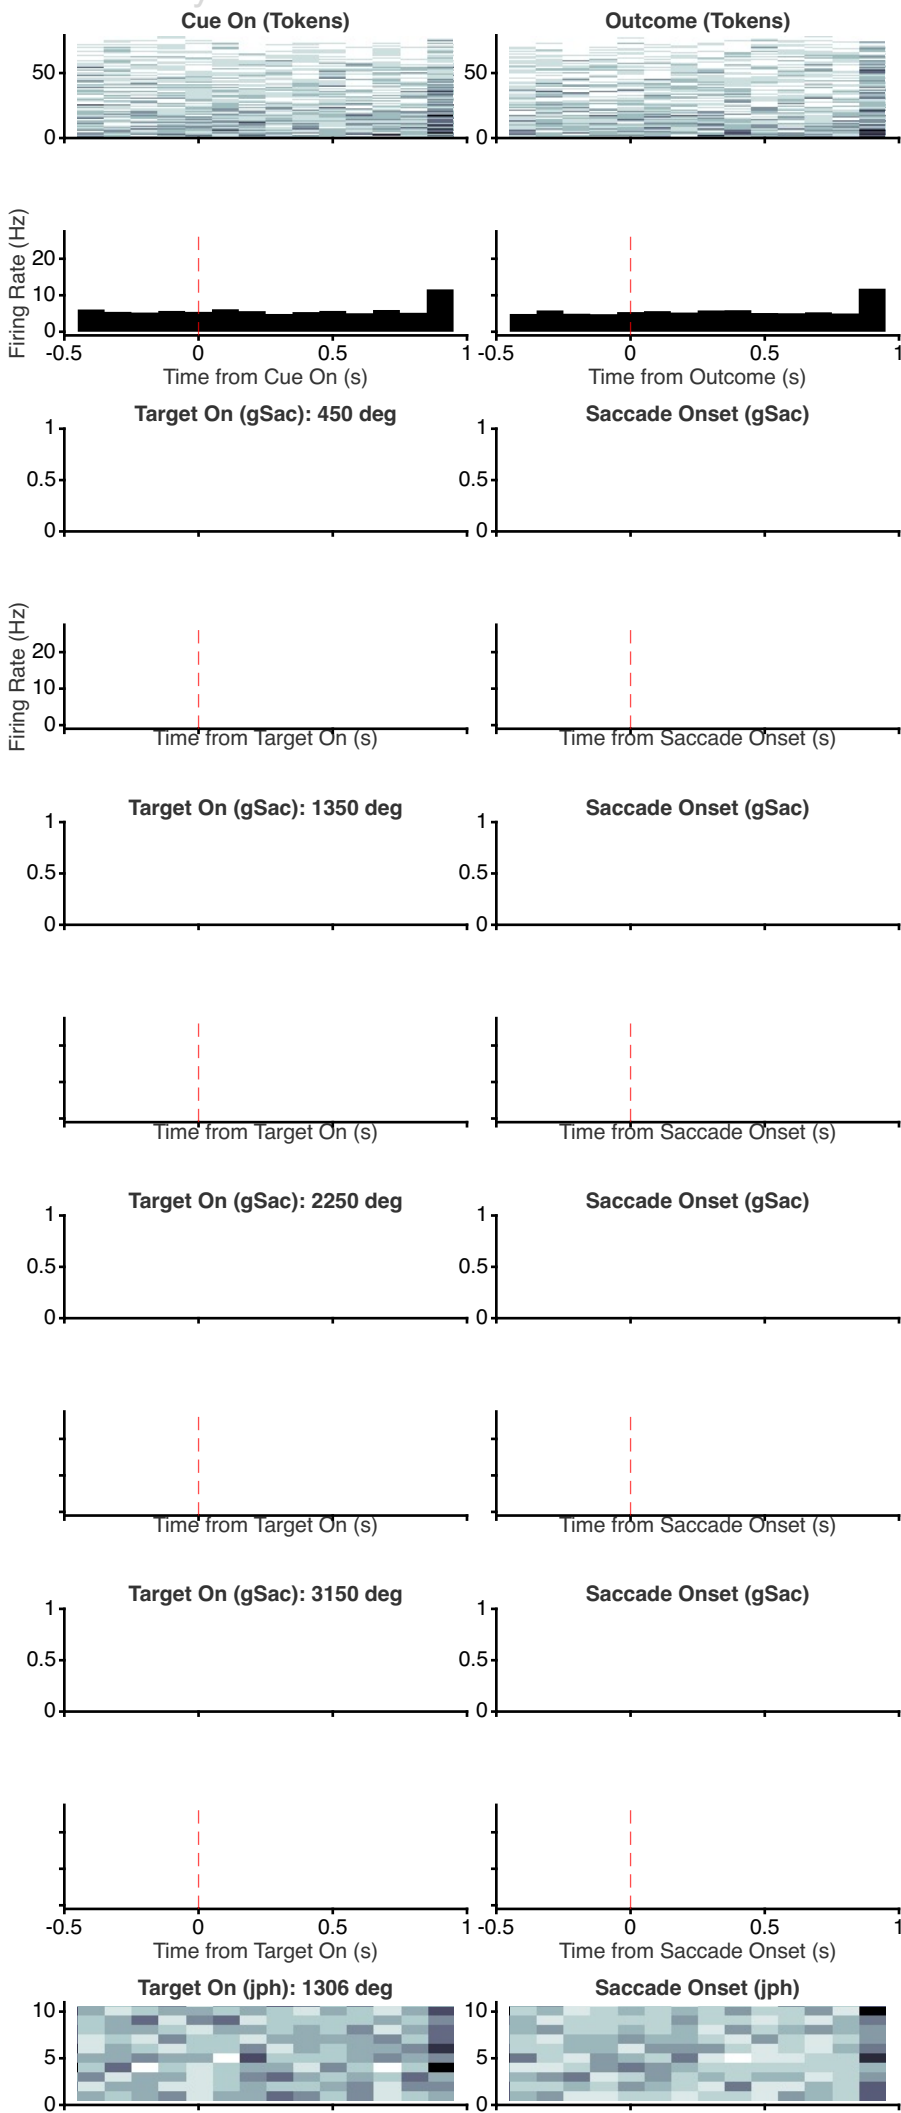 Cue On (Tokens) Outcome (Tokens)
50 50
0 0
Firing Rate (Hz)
20
10
0
-0.5 0 0.5 1 -0.5 0 0.5 1
Time from Cue On (s) Time from Outcome (s)
Target On (gSac): 450 deg Saccade Onset (gSac)
1 1
0.5 0.5
0 0
Firing Rate (Hz)
20
10
0
Time from Target On (s) Time from Saccade Onset (s)
Target On (gSac): 1350 deg Saccade Onset (gSac)
1 1
0.5 0.5
0 0
Time from Target On (s) Time from Saccade Onset (s)
Target On (gSac): 2250 deg Saccade Onset (gSac)
1 1
0.5 0.5
0 0
Time from Target On (s) Time from Saccade Onset (s)
Target On (gSac): 3150 deg Saccade Onset (gSac)
1 1
0.5 0.5
0 0
-0.5 0 0.5 1 -0.5 0 0.5 1
Time from Target On (s) Time from Saccade Onset (s)
Target On (jph): 1306 deg Saccade Onset (jph)
10 10
5 5
0 0